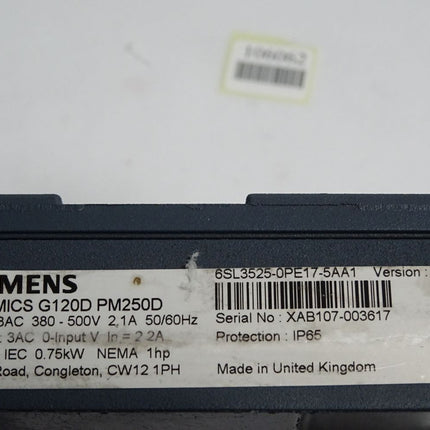 106062
MENS
MICS G120D PM250D
3AC 380 - 500V 2,1A 50/60Hz
: 3AC 0-Input V In = 2.2A
IEC 0.75kW NEMA 1hp
Road, Congleton, CW12 1PH
6SL3525-0PE17-5AA1 Version :
Serial No : XAB107-003617
Protection : IP65
Made in United Kingdom